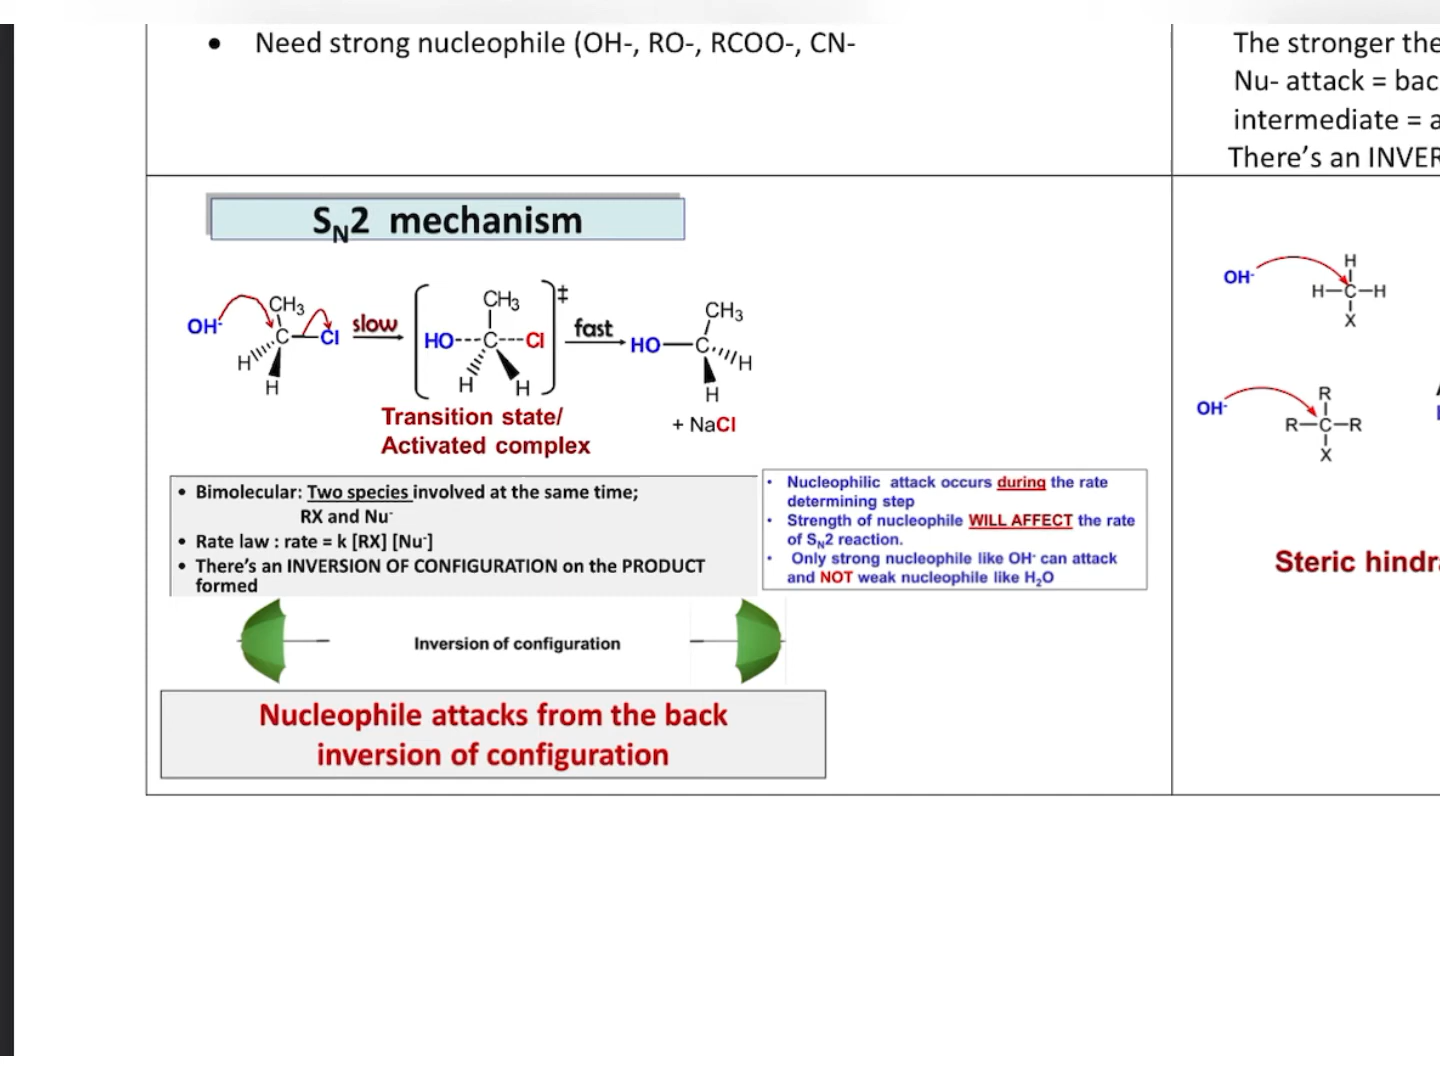 • Need strong nucleophile (OH-, RO-, RCOO-, CN-
The stronger the
Nu- attack = bac
intermediate = a
There's an INVER
SN2 mechanism
OH- CH3 C Cl H H
slow
[HO---C---Cl CH3 H H]‡
fast
HO—C CH3 H H
Transition state/
Activated complex
+ NaCl
• Bimolecular: Two species involved at the same time;
RX and Nu-
• Rate law : rate = k [RX] [Nu-]
• There's an INVERSION OF CONFIGURATION on the PRODUCT
formed
• Nucleophilic attack occurs during the rate
determining step
• Strength of nucleophile WILL AFFECT the rate
of SN2 reaction.
• Only strong nucleophile like OH- can attack
and NOT weak nucleophile like H2O
Inversion of configuration
Nucleophile attacks from the back
inversion of configuration
OH-
H
H—C—H
X
OH-
R
R—C—R
X
Steric hindr